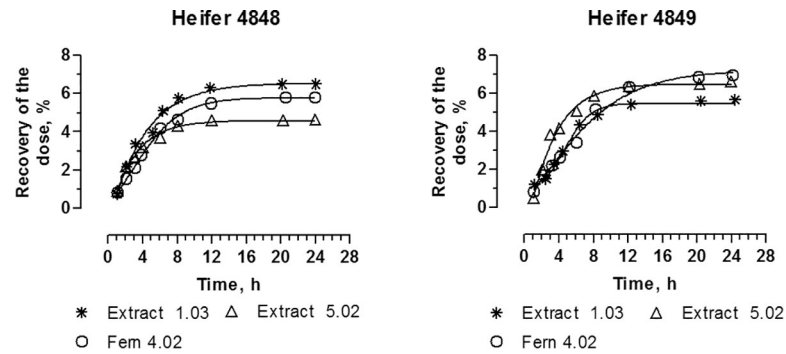 Heifer 4848
Recovery of the
dose, %
8
6
4
2
0
0 4 8 12 16 20 24 28
Time, h
Extract 1.03 Extract 5.02
Fern 4.02
Heifer 4849
Recovery of the
dose, %
8
6
4
2
0
0 4 8 12 16 20 24 28
Time, h
Extract 1.03 Extract 5.02
Fern 4.02